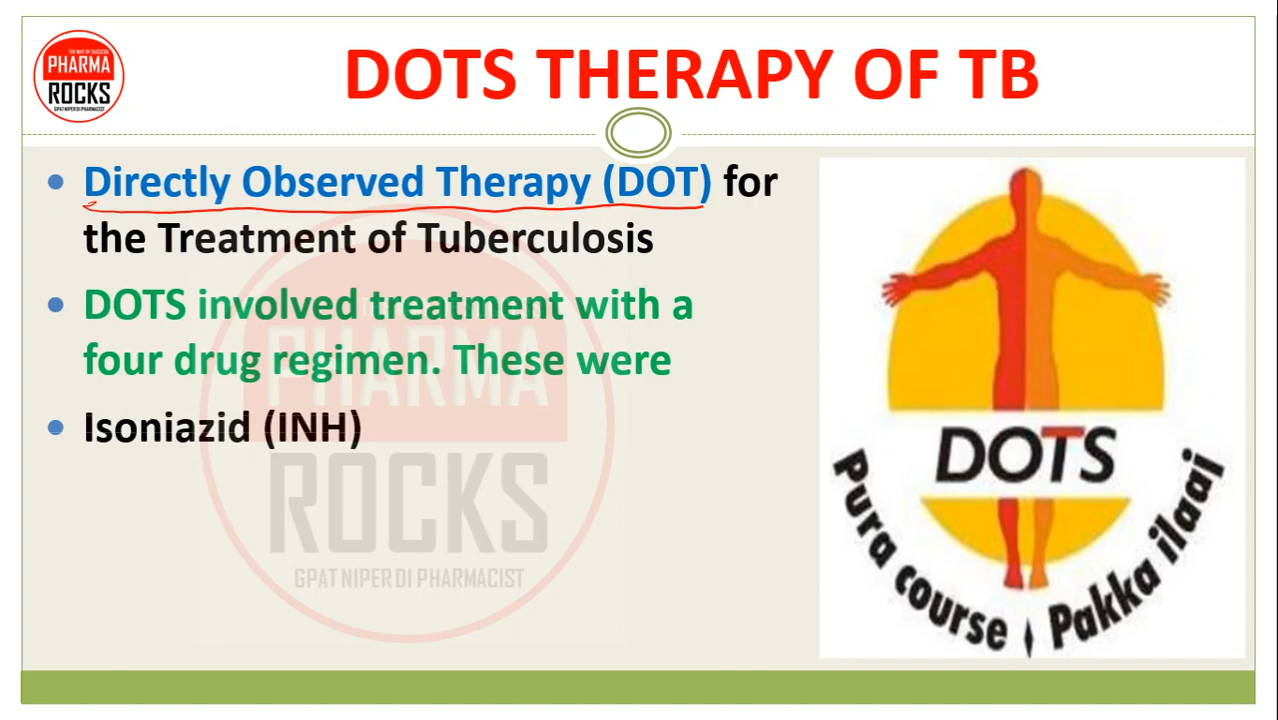 THE WAY OF SUCCESS
PHARMA
ROCKS
GPAT NIPER DI PHARMACIST
DOTS THERAPY OF TB
• Directly Observed Therapy (DOT) for
the Treatment of Tuberculosis
• DOTS involved treatment with a
four drug regimen. These were
• Isoniazid (INH)
PHARMA
ROCKS
GPAT NIPER DI PHARMACIST
DOTS
Pura course Pakka ilaaj